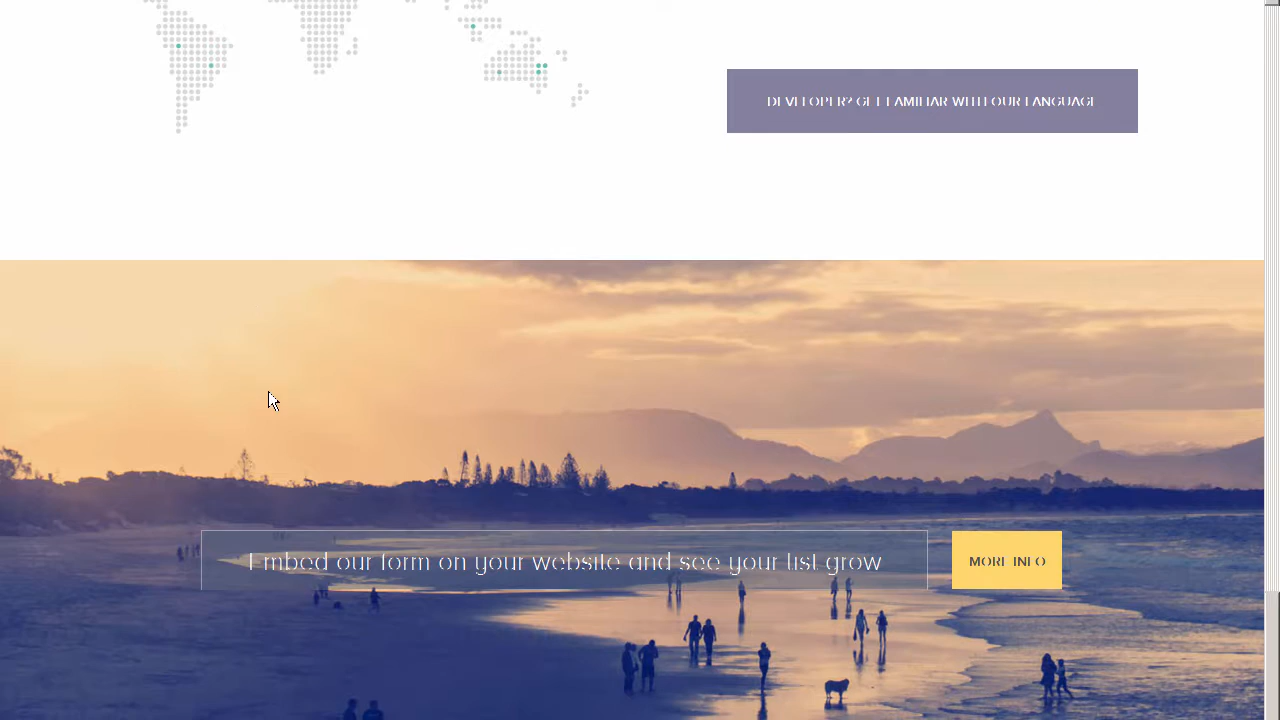 DEVELOPER? GET FAMILIAR WITH OUR LANGUAGE
Embed our form on your website and see your list grow
MORE INFO